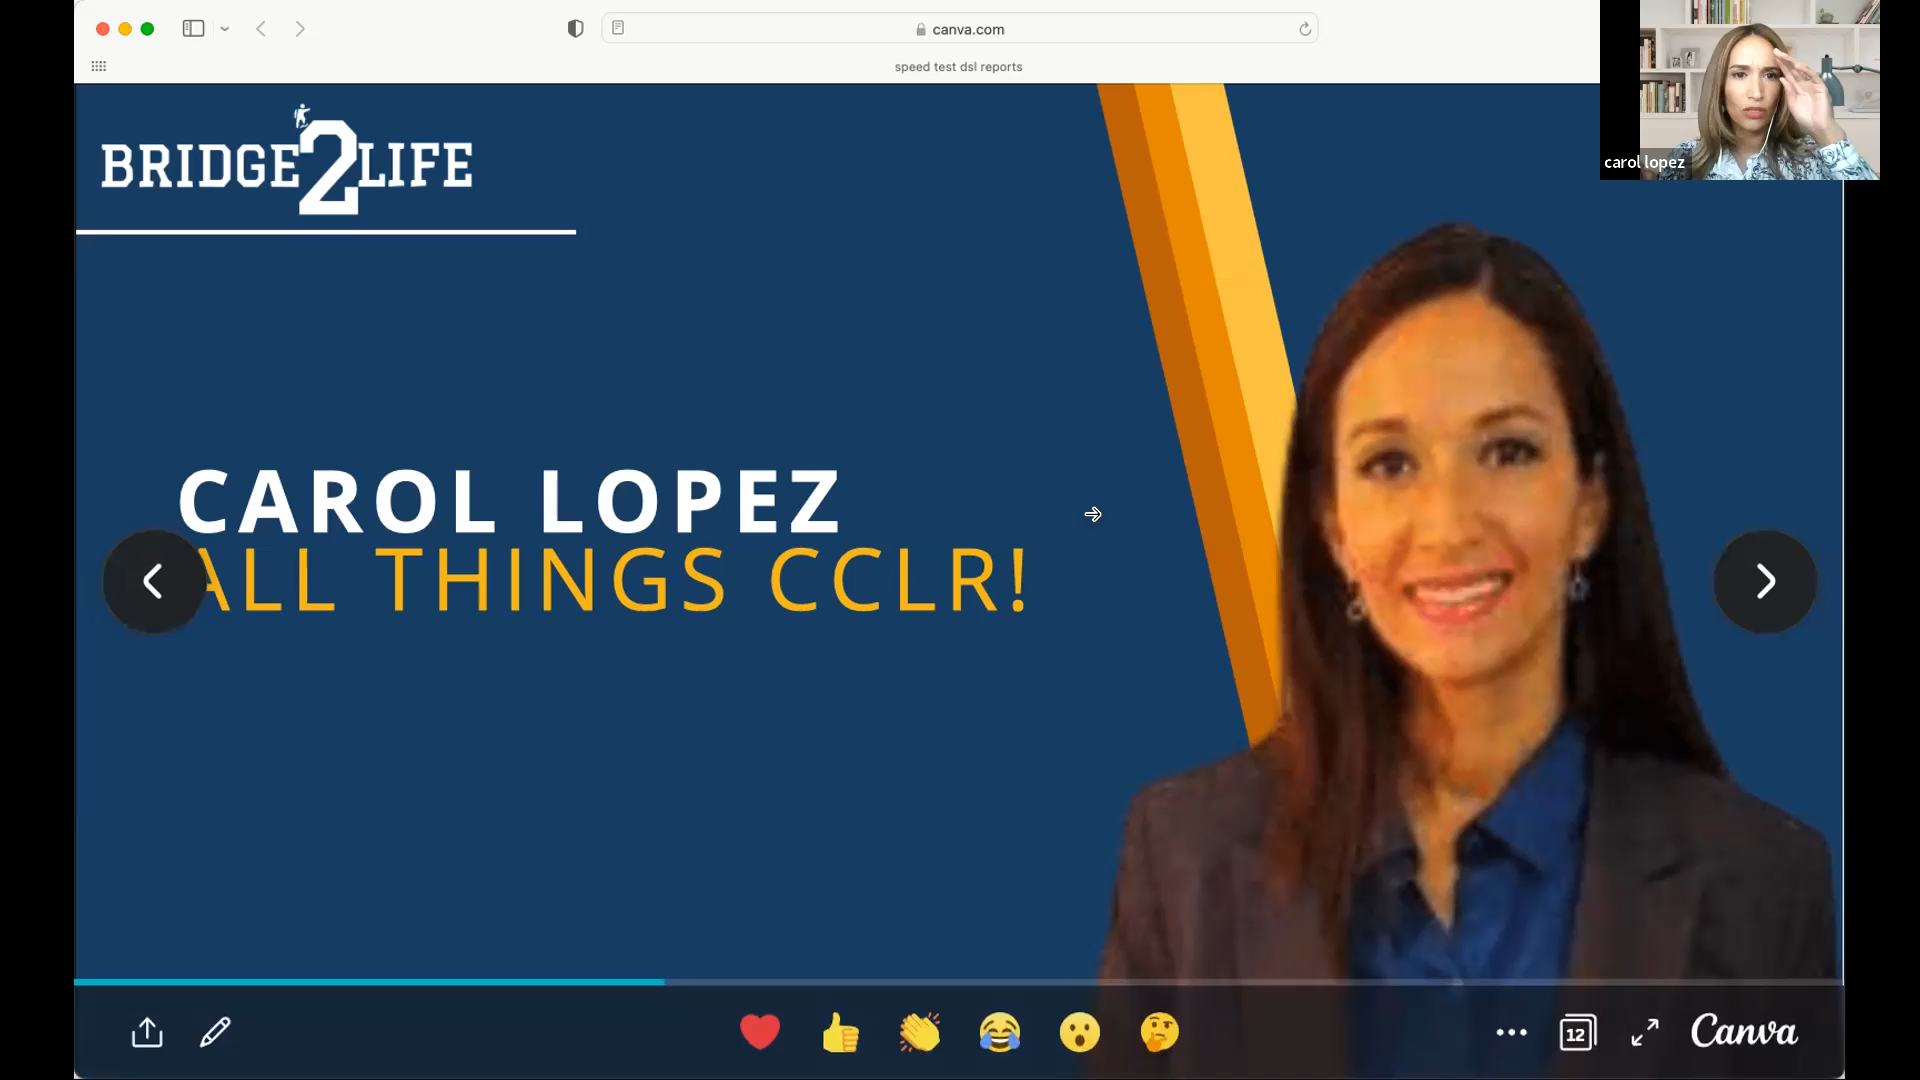 canva.com
speed test dsl reports
carol lopez
BRIDGE2LIFE
CAROL LOPEZ
ALL THINGS CCLR!
12
Canva